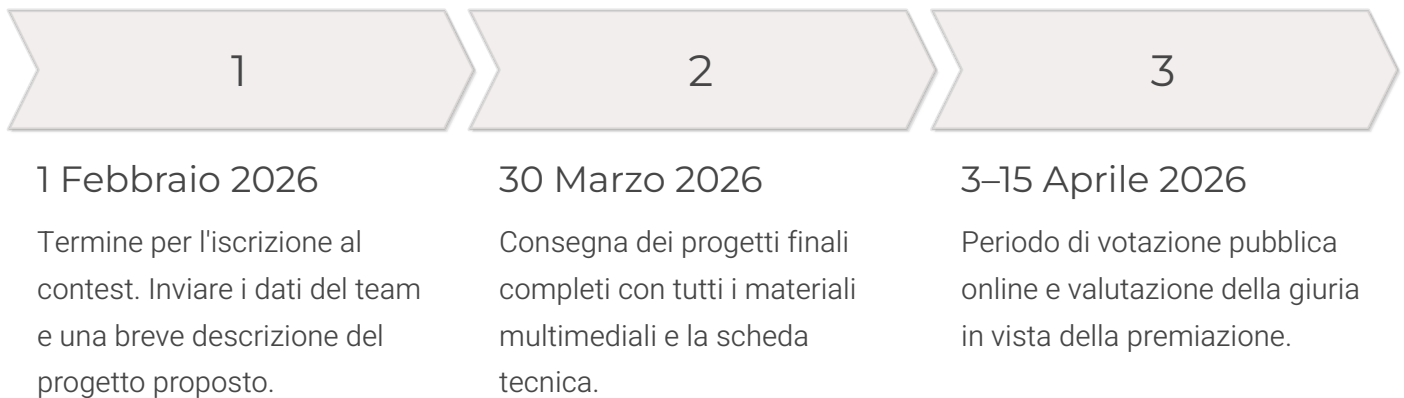 1
1 Febbraio 2026
Termine per l'iscrizione al
contest. Inviare i dati del team
e una breve descrizione del
progetto proposto.
2
30 Marzo 2026
Consegna dei progetti finali
completi con tutti i materiali
multimediali e la scheda
tecnica.
3
3–15 Aprile 2026
Periodo di votazione pubblica
online e valutazione della giuria
in vista della premiazione.